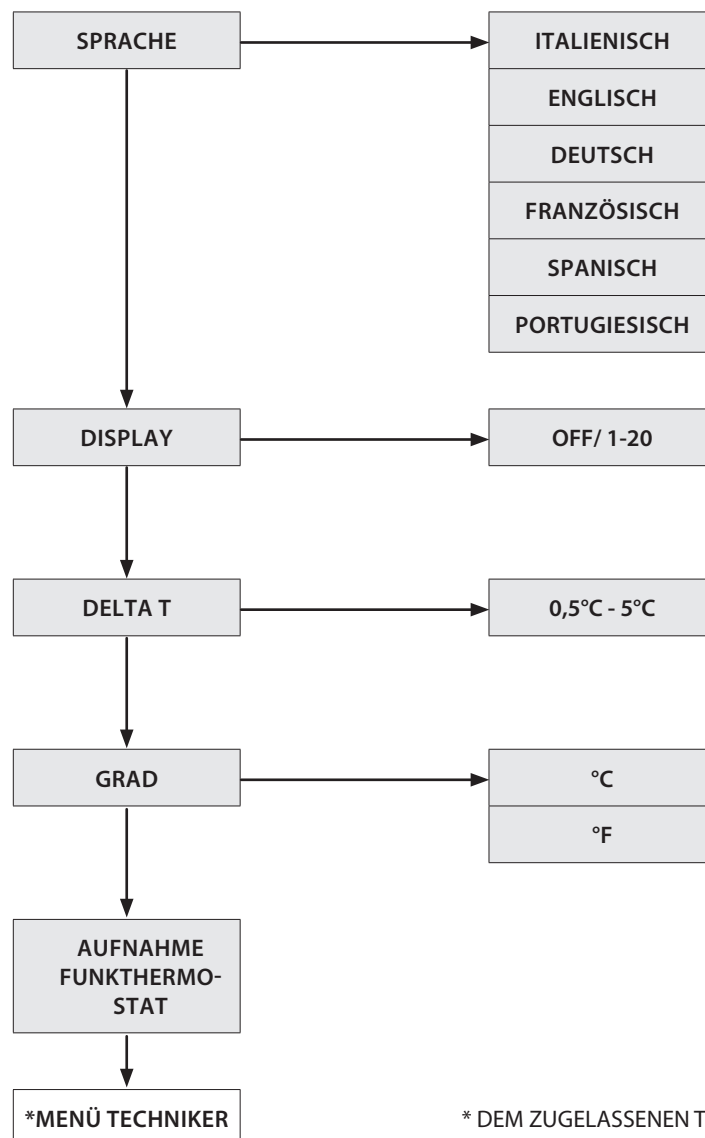 SPRACHE
ITALIENISCH
ENGLISCH
DEUTSCH
FRANZÖSISCH
SPANISCH
PORTUGIESISCH
DISPLAY
OFF/ 1-20
DELTA T
0,5°C - 5°C
GRAD
°C
°F
AUFNAHME
FUNKTHERMO-
STAT
*MENÜ TECHNIKER
* DEM ZUGELASSENEN T